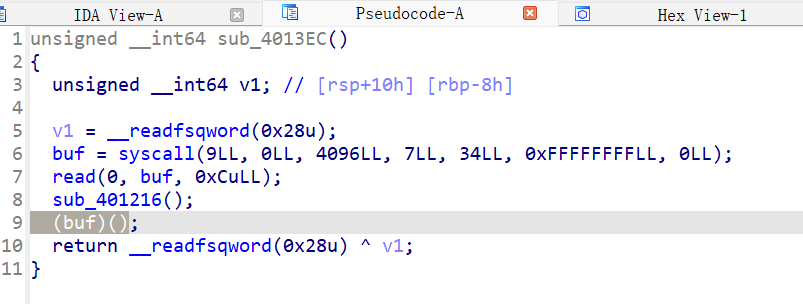 IDA View-A Pseudocode-A Hex View-1
1 unsigned __int64 sub_4013EC()
2 {
3 unsigned __int64 v1; // [rsp+10h] [rbp-8h]
4
5 v1 = __readfsqword(0x28u);
6 buf = syscall(9LL, 0LL, 4096LL, 7LL, 34LL, 0xFFFFFFFFLL, 0LL);
7 read(0, buf, 0xCuLL);
8 sub_401216();
9 (buf)();
10 return __readfsqword(0x28u) ^ v1;
11 }